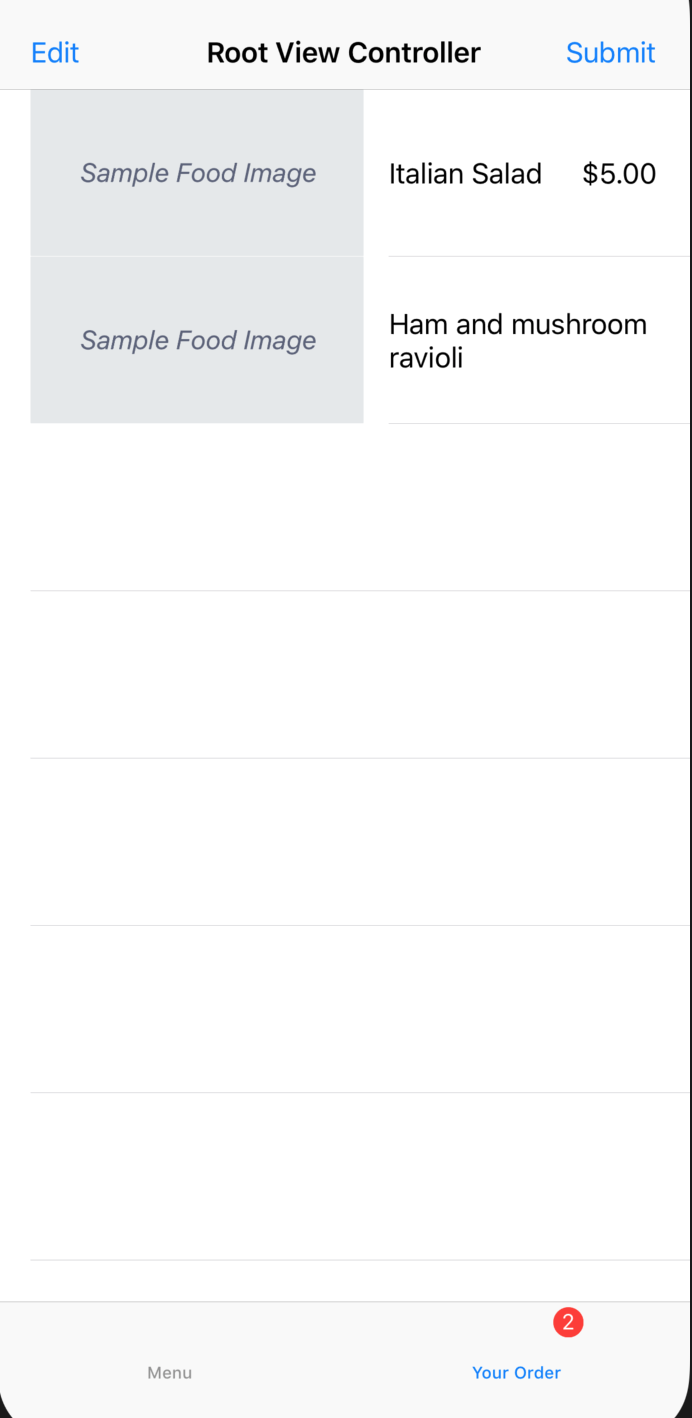 Edit Root View Controller Submit
Sample Food Image Italian Salad $5.00
Sample Food Image Ham and mushroom
ravioli
2
Menu Your Order